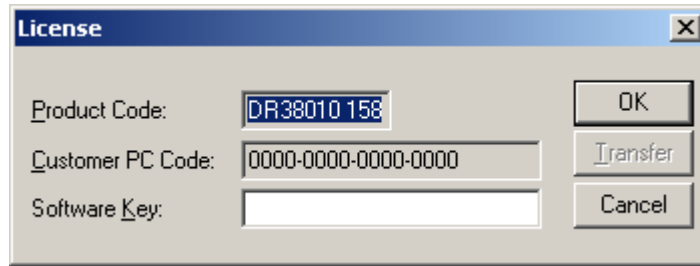 License
Product Code: DR38010 158 OK
Customer PC Code: 0000-0000-0000-0000 Transfer
Software Key: Cancel